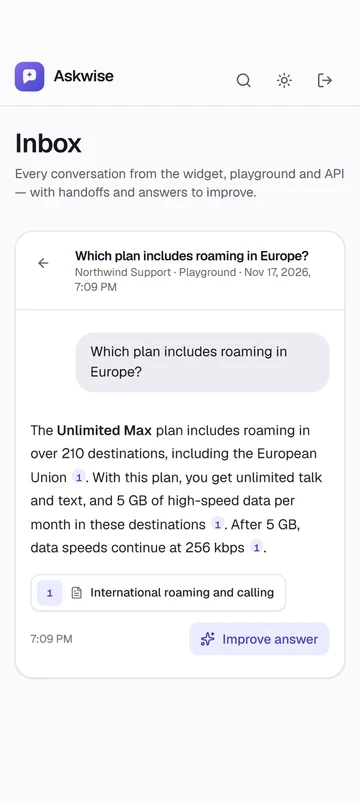 Askwise
Inbox
Every conversation from the widget, playground and API
— with handoffs and answers to improve.
Which plan includes roaming in Europe?
Northwind Support · Playground · Nov 17, 2026,
7:09 PM
Which plan includes roaming in
Europe?
The Unlimited Max plan includes roaming in
over 210 destinations, including the European
Union 1. With this plan, you get unlimited talk
and text, and 5 GB of high-speed data per
month in these destinations 1. After 5 GB,
data speeds continue at 256 kbps 1.
1 International roaming and calling
7:09 PM
Improve answer